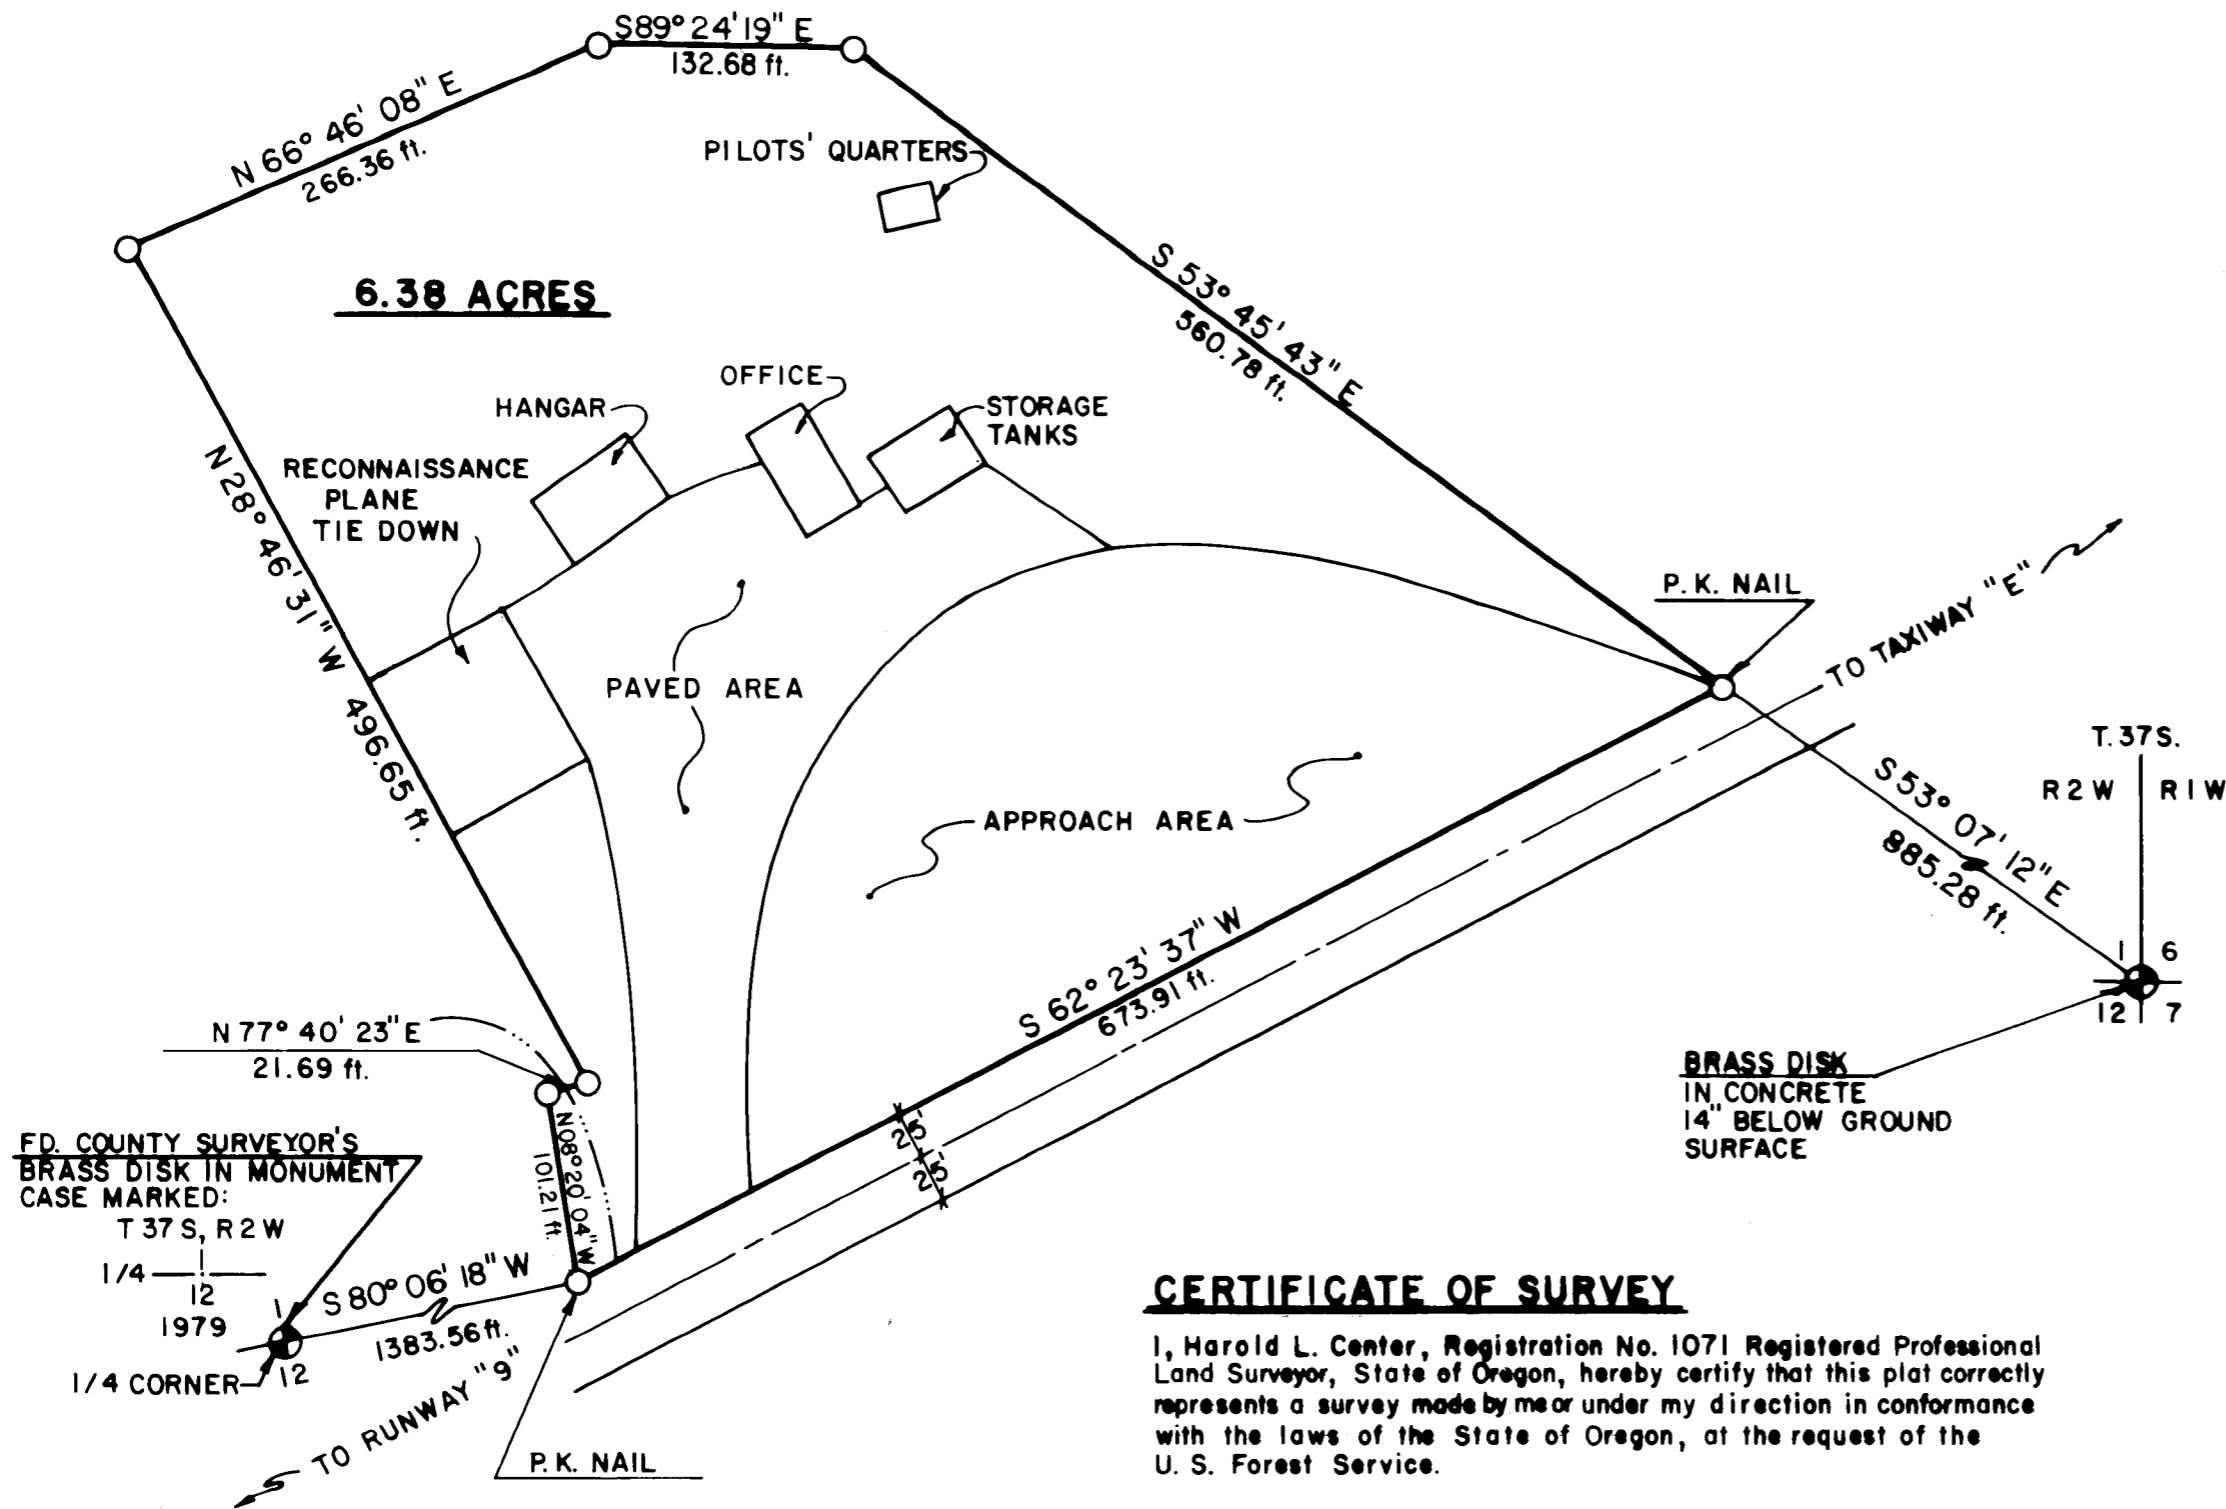 S89° 24' 19" E
132.68 ft.
N 66° 46' 08" E
266.36 ft.
PILOTS' QUARTERS
6.38 ACRES
S 53° 45' 43" E
560.78 ft.
OFFICE
HANGAR
STORAGE
TANKS
RECONNAISSANCE
PLANE
TIE DOWN
N 28° 46' 31" W 496.65 ft.
P. K. NAIL
TO TAXIWAY "E"
PAVED AREA
T. 37 S.
R 2 W R 1 W
S 53° 07' 12" E
885.28 ft.
APPROACH AREA
1 6
12 7
S 62° 23' 37" W
673.91 ft.
N 77° 40' 23" E
21.69 ft.
BRASS DISK
IN CONCRETE
14" BELOW GROUND
SURFACE
25'
25'
N08° 20' 04" W
101.21 ft.
FD. COUNTY SURVEYOR'S
BRASS DISK IN MONUMENT
CASE MARKED:
T 37 S, R 2 W
1/4
12
1979
1
12
1/4 CORNER
S 80° 06' 18" W
1383.56 ft.
TO RUNWAY "9"
P. K. NAIL
CERTIFICATE OF SURVEY
I, Harold L. Center, Registration No. 1071 Registered Professional
Land Surveyor, State of Oregon, hereby certify that this plat correctly
represents a survey made by me or under my direction in conformance
with the laws of the State of Oregon, at the request of the
U. S. Forest Service.